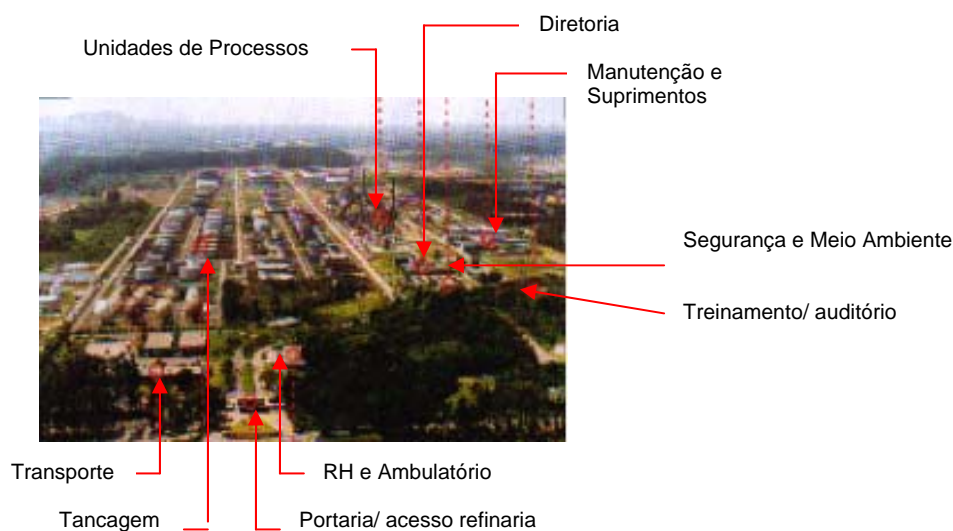 Diretoria
Unidades de Processos
Manutenção e
Suprimentos
Segurança e Meio Ambiente
Treinamento/ auditório
Transporte
RH e Ambulatório
Tancagem
Portaria/ acesso refinaria